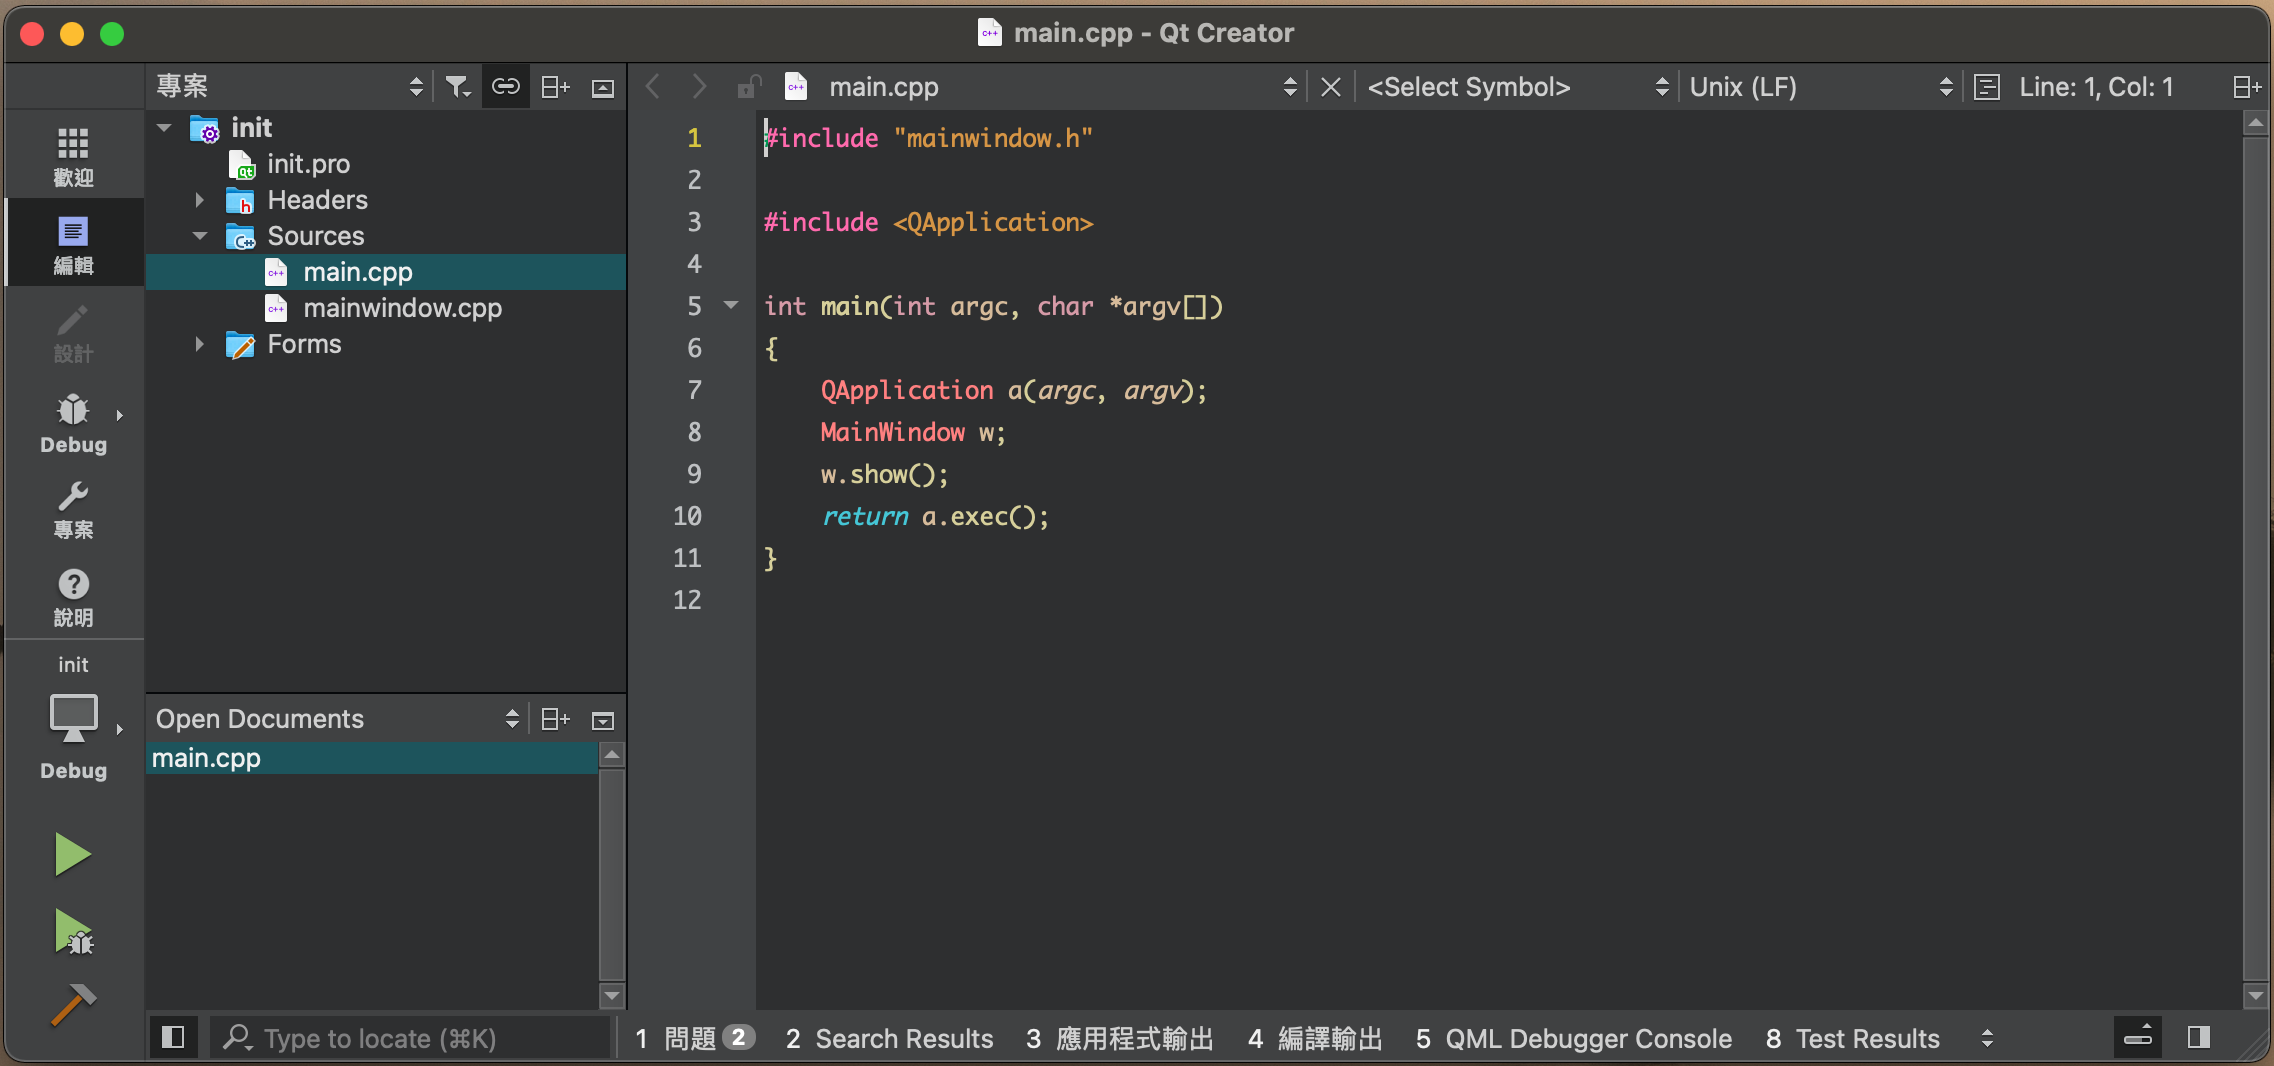 main.cpp - Qt Creator
專案
main.cpp
<Select Symbol>
Unix (LF)
Line: 1, Col: 1
歡迎
編輯
設計
Debug
專案
說明
init
Debug
init
init.pro
Headers
Sources
main.cpp
mainwindow.cpp
Forms
Open Documents
main.cpp
1 #include "mainwindow.h"
2
3 #include <QApplication>
4
5 int main(int argc, char *argv[])
6 {
7     QApplication a(argc, argv);
8     MainWindow w;
9     w.show();
10     return a.exec();
11 }
12
Type to locate (⌘K)
1 問題 2
2 Search Results
3 應用程式輸出
4 編譯輸出
5 QML Debugger Console
8 Test Results